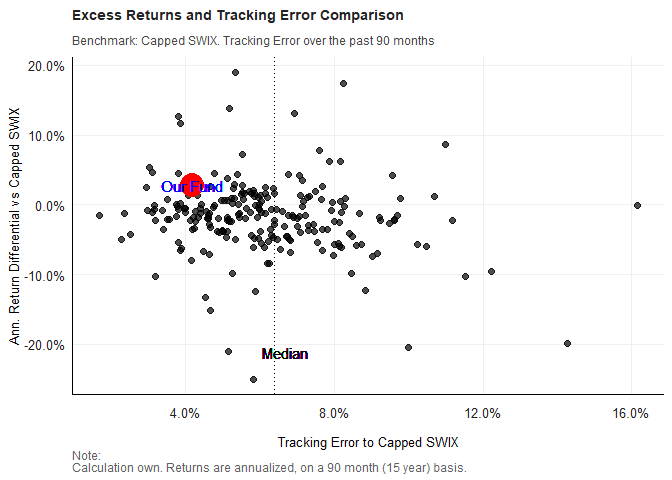 Excess Returns and Tracking Error Comparison
Benchmark: Capped SWIX. Tracking Error over the past 90 months
20.0%
10.0%
0.0%
-10.0%
-20.0%
Ann. Return Differential vs Capped SWIX
Our Fund
Median
4.0%
8.0%
12.0%
16.0%
Tracking Error to Capped SWIX
Note:
Calculation own. Returns are annualized, on a 90 month (15 year) basis.